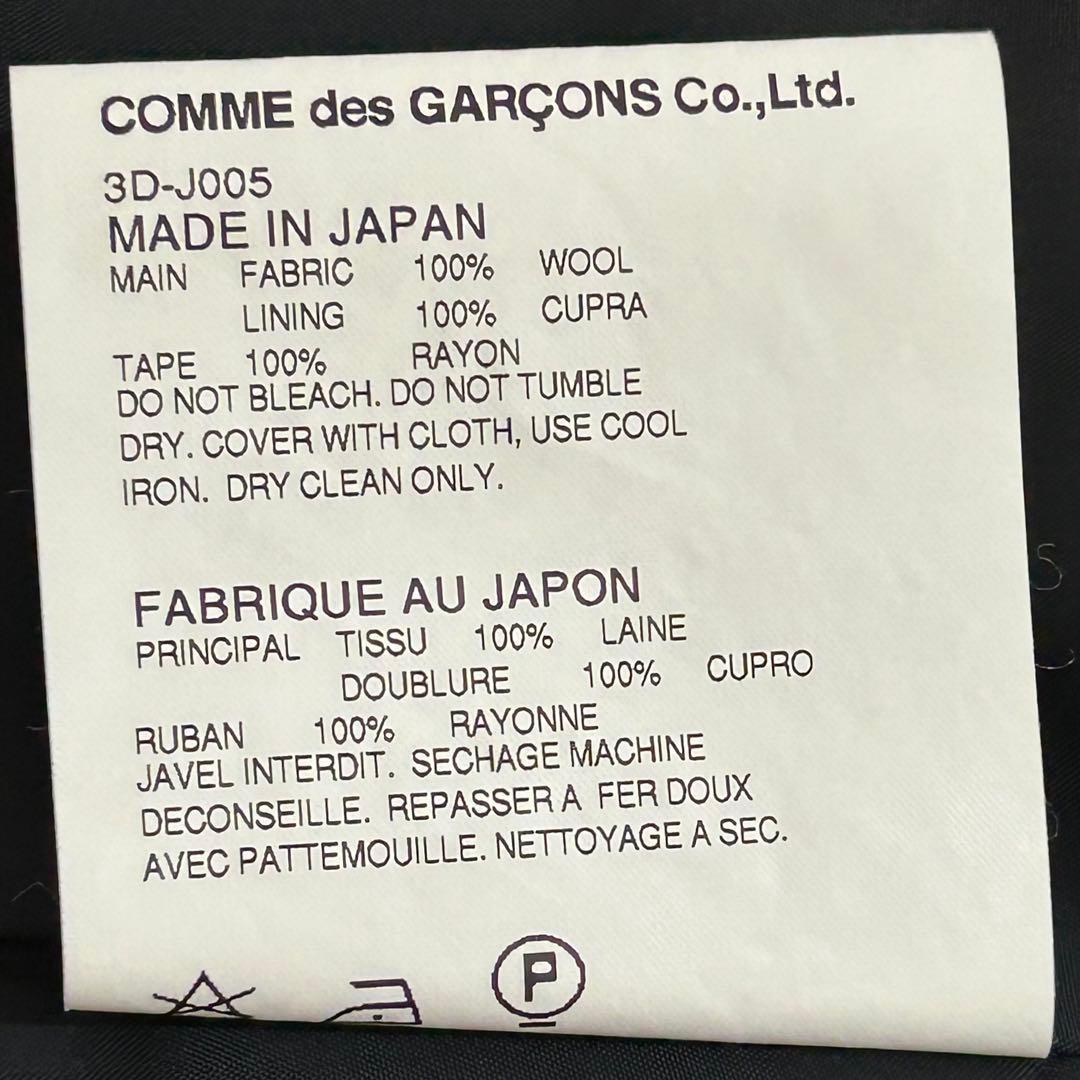 COMME des GARÇONS Co.,Ltd.
3D-J005
MADE IN JAPAN
MAIN FABRIC 100% WOOL
LINING 100% CUPRA
TAPE 100% RAYON
DO NOT BLEACH. DO NOT TUMBLE
DRY. COVER WITH CLOTH, USE COOL
IRON. DRY CLEAN ONLY.
FABRIQUE AU JAPON
PRINCIPAL TISSU 100% LAINE
DOUBLURE 100% CUPRO
RUBAN 100% RAYONNE
JAVEL INTERDIT. SECHAGE MACHINE
DECONSEILLE. REPASSER A FER DOUX
AVEC PATTEMOUILLE. NETTOYAGE A SEC.
P